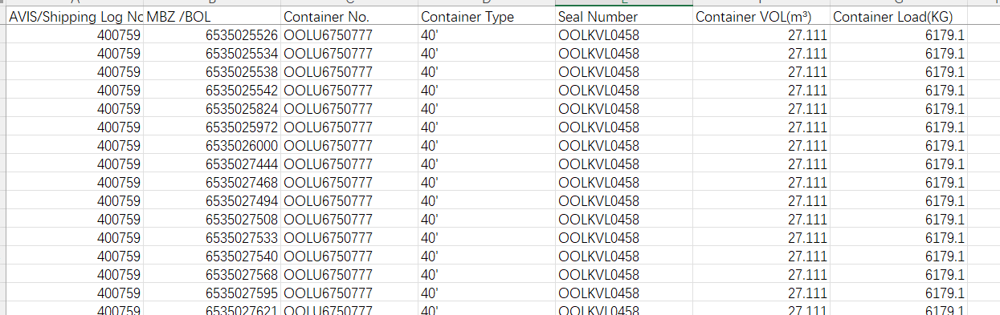 AVIS/Shipping Log No MBZ /BOL Container No. Container Type Seal Number Container VOL(m³) Container Load(KG)
400759 6535025526 OOLU6750777 40' OOLKVL0458 27.111 6179.1
400759 6535025534 OOLU6750777 40' OOLKVL0458 27.111 6179.1
400759 6535025538 OOLU6750777 40' OOLKVL0458 27.111 6179.1
400759 6535025542 OOLU6750777 40' OOLKVL0458 27.111 6179.1
400759 6535025824 OOLU6750777 40' OOLKVL0458 27.111 6179.1
400759 6535025972 OOLU6750777 40' OOLKVL0458 27.111 6179.1
400759 6535026000 OOLU6750777 40' OOLKVL0458 27.111 6179.1
400759 6535027444 OOLU6750777 40' OOLKVL0458 27.111 6179.1
400759 6535027468 OOLU6750777 40' OOLKVL0458 27.111 6179.1
400759 6535027494 OOLU6750777 40' OOLKVL0458 27.111 6179.1
400759 6535027508 OOLU6750777 40' OOLKVL0458 27.111 6179.1
400759 6535027533 OOLU6750777 40' OOLKVL0458 27.111 6179.1
400759 6535027540 OOLU6750777 40' OOLKVL0458 27.111 6179.1
400759 6535027568 OOLU6750777 40' OOLKVL0458 27.111 6179.1
400759 6535027595 OOLU6750777 40' OOLKVL0458 27.111 6179.1
400759 6535027621 OOLU6750777 40' OOLKVL0458 27.111 6179.1